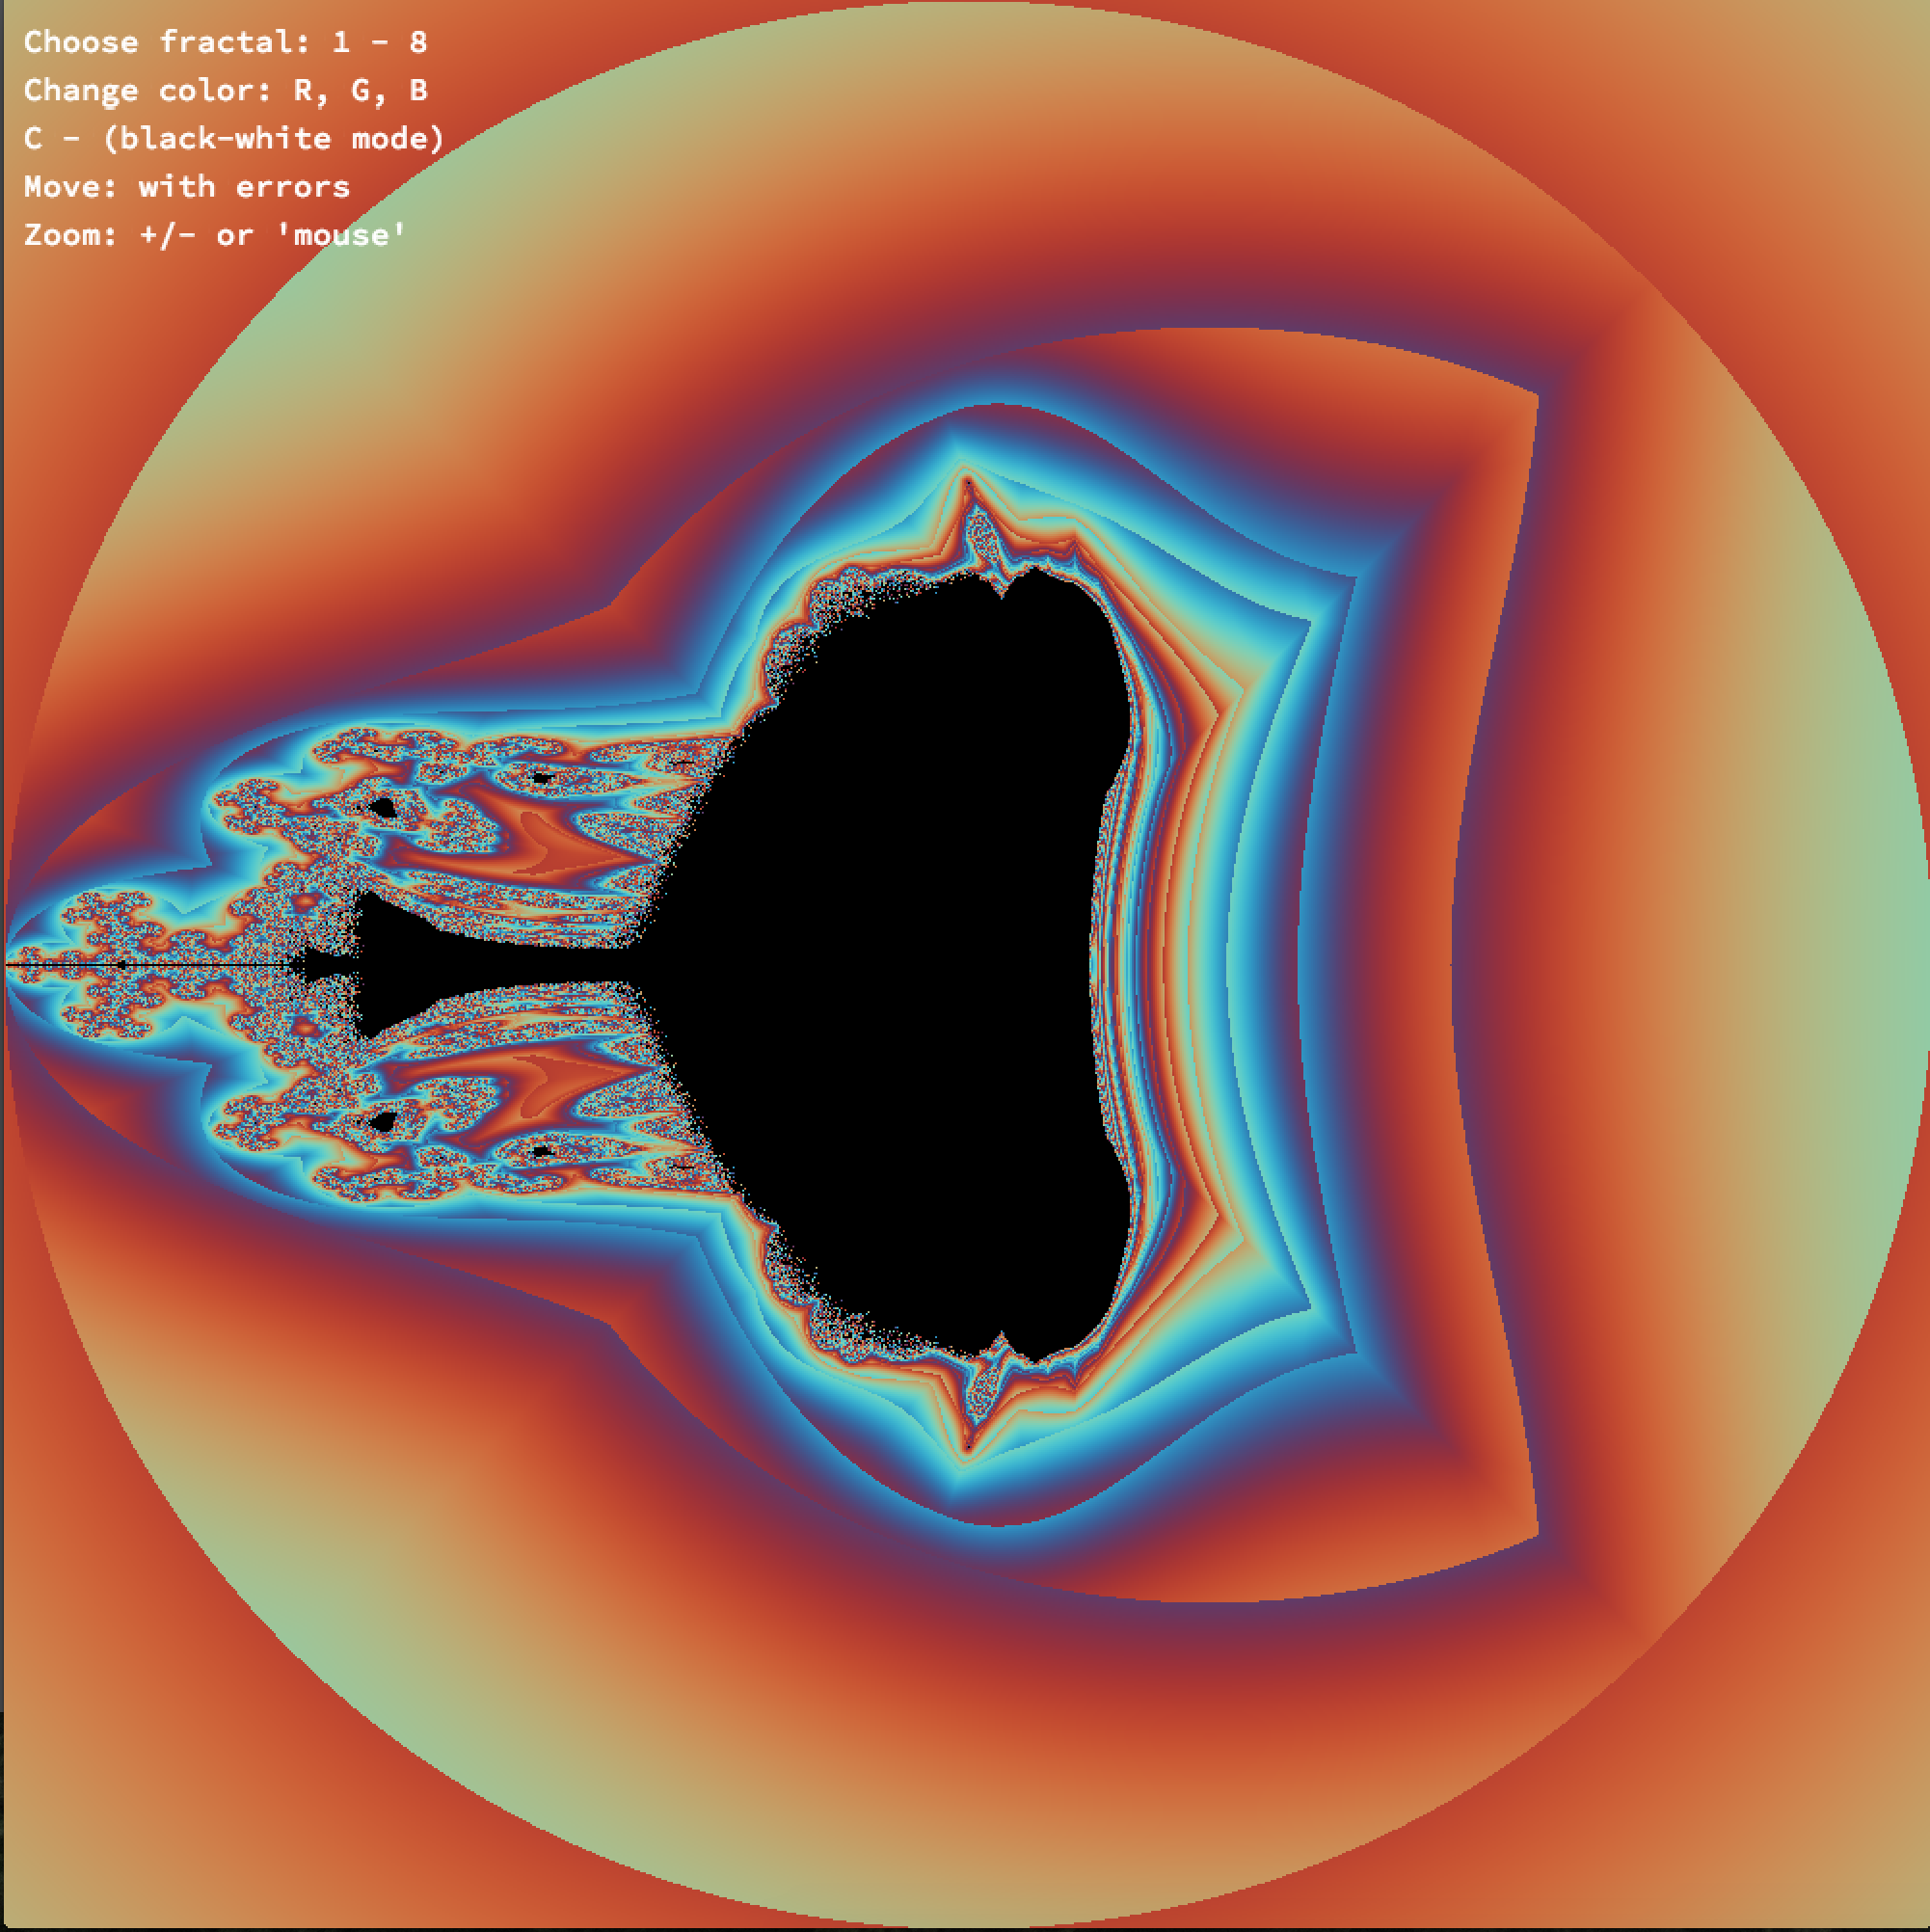 Choose fractal: 1 - 8
Change color: R, G, B
C - (black-white mode)
Move: with errors
Zoom: +/- or 'mouse'